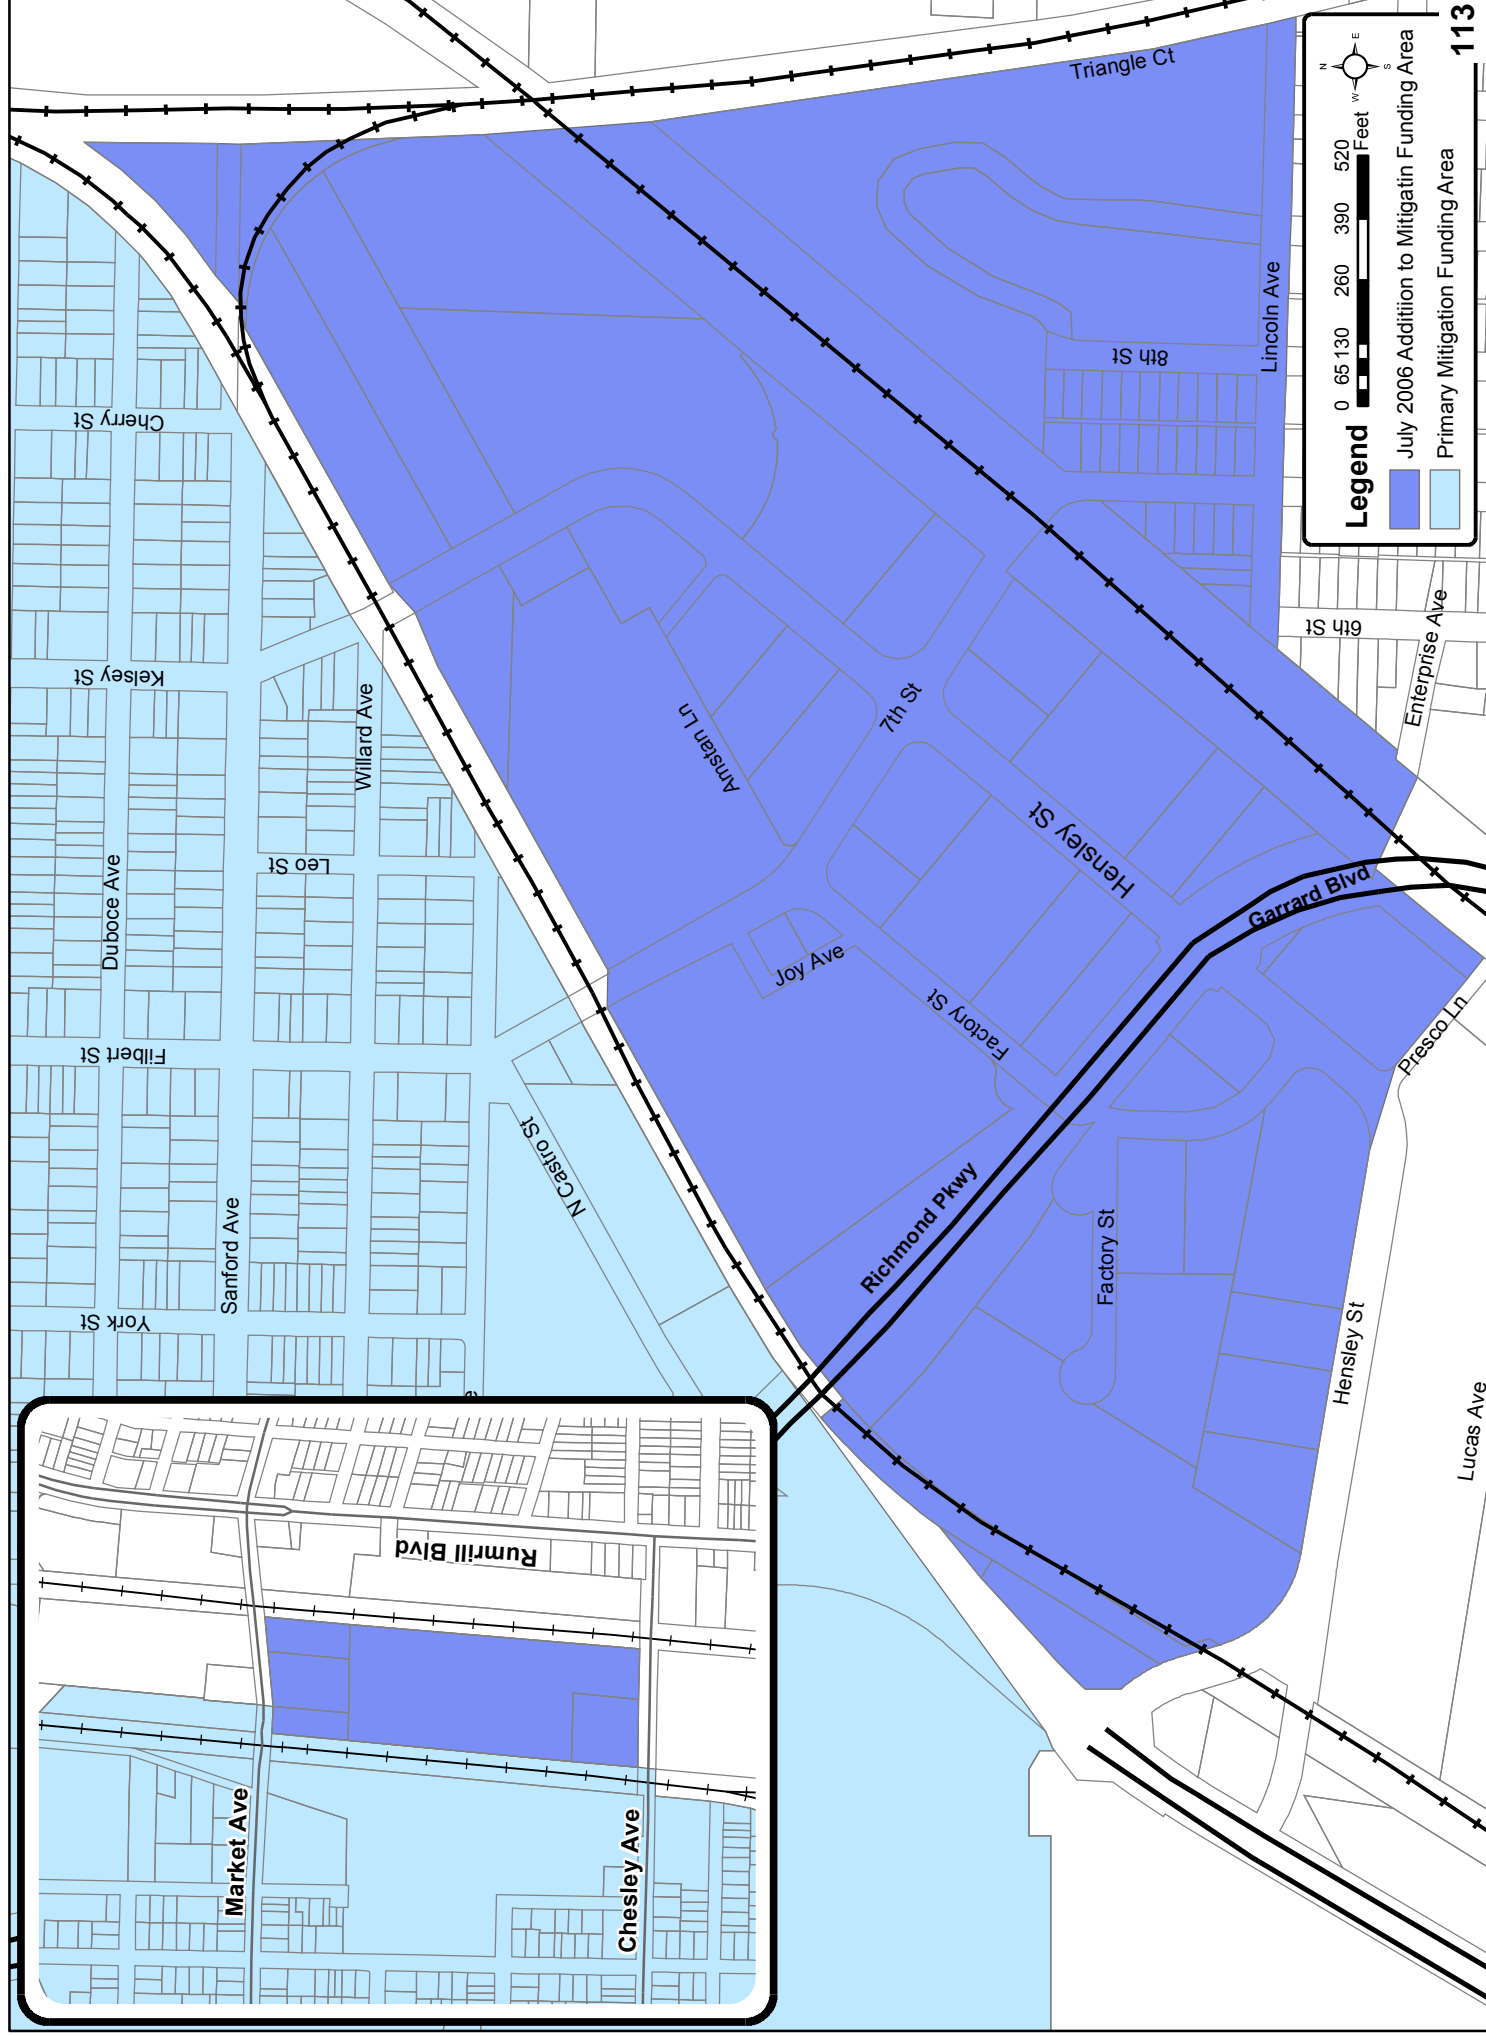 Cherry St
Kelsey St
Duboce Ave
Willard Ave
Leo St
Filbert St
Sanford Ave
York St
N Castro St
Triangle Ct
Lincoln Ave
8th St
6th St
Enterprise Ave
7th St
Amstan Ln
Hensley St
Joy Ave
Factory St
Garrard Blvd
Presco Ln
Richmond Pkwy
Factory St
Hensley St
Lucas Ave
e
Rumrill Blvd
Market Ave
Chesley Ave
Legend
0 65 130 260 390 520
Feet
N
E
S
W
July 2006 Additiion to Mitigatin Funding Area
Primary Mitigation Funding Area
113